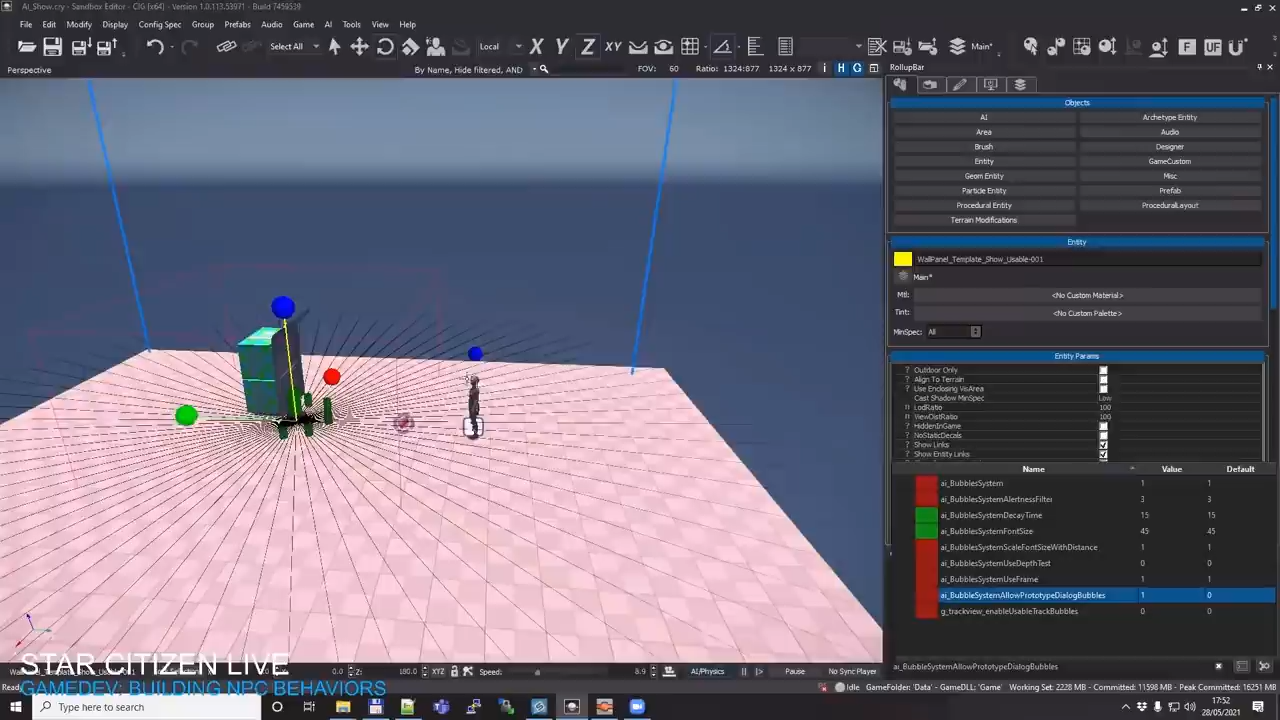 AI_Show.cry - Sandbox Editor - CIG [x64] - Version 1.0.113.53971 - Build 7459539
File Edit Modify Display Config Spec Group Prefabs Audio Game AI Tools View Help
Select All Local X Y Z XY Main* F UF
Perspective By Name, Hide filtered, AND FOV: 60 Ratio: 1324:877 1324 x 877 i H G
RollupBar
Objects
AI Archetype Entity
Area Audio
Brush Designer
Entity GameCustom
Geom Entity Misc
Particle Entity Prefab
Procedural Entity ProceduralLayout
Terrain Modifications
Entity
WallPanel_Template_Show_Usable-001
Main*
Mtl: <No Custom Material>
Tint: <No Custom Palette>
MinSpec: All
Entity Params
? Outdoor Only
? Align To Terrain
? Use Enclosing VisArea
Cast Shadow MinSpec Low
LodRatio 100
ViewDistRatio 100
? HiddenInGame
? NoStaticDecals
? Show Links
? Show Entity Links
Name Value Default
ai_BubblesSystem 1 1
ai_BubblesSystemAlertnessFilter 3 3
ai_BubblesSystemDecayTime 15 15
ai_BubblesSystemFontSize 45 45
ai_BubblesSystemScaleFontSizeWithDistance 1 1
ai_BubblesSystemUseDepthTest 0 0
ai_BubblesSystemUseFrame 1 1
ai_BubbleSystemAllowPrototypeDialogBubbles 1 0
g_trackview_enableUsableTrackBubbles 0 0
ai_BubbleSystemAllowPrototypeDialogBubbles
STAR CITIZEN LIVE
0.0 Z: 180.0 XYZ Speed: 8.9 AI/Physics Pause No Sync Player
GAMEDEV: BUILDING NPC BEHAVIORS
Idle GameFolder: 'Data' - GameDLL: 'Game' Working Set: 2228 MB - Committed: 11598 MB - Peak Committed: 16251 MB
Type here to search
17:52
28/05/2021